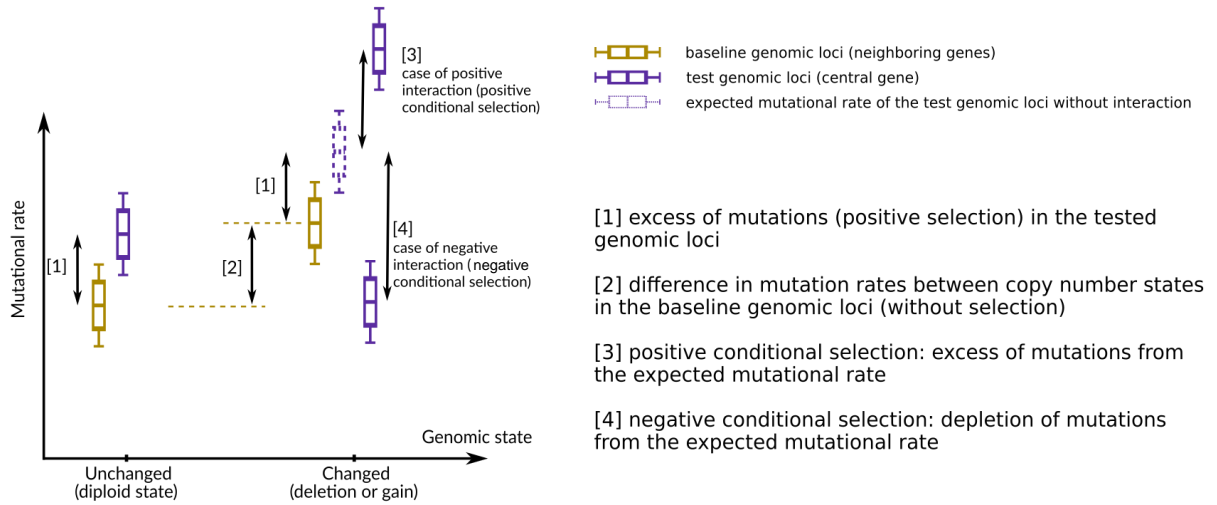 Mutational rate
[1]
[1]
[2]
[3]
case of positive
interaction (positive
conditional selection)
[4]
case of negative
interaction (negative
conditional selection)
Genomic state
Unchanged
(diploid state)
Changed
(deletion or gain)
baseline genomic loci (neighboring genes)
test genomic loci (central gene)
expected mutational rate of the test genomic loci without interaction
[1] excess of mutations (positive selection) in the tested
genomic loci
[2] difference in mutation rates between copy number states
in the baseline genomic loci (without selection)
[3] positive conditional selection: excess of mutations from
the expected mutational rate
[4] negative conditional selection: depletion of mutations
from the expected mutational rate